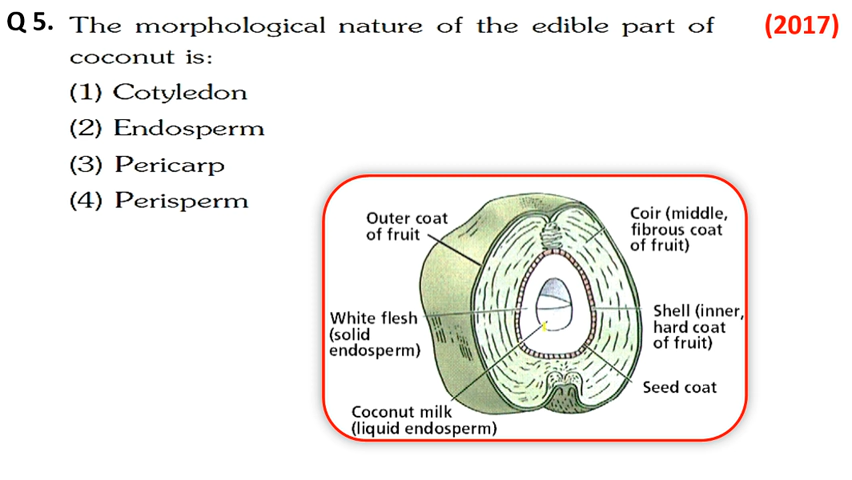 Q 5. The morphological nature of the edible part of (2017)
coconut is:
(1) Cotyledon
(2) Endosperm
(3) Pericarp
(4) Perisperm
Outer coat
of fruit
Coir (middle,
fibrous coat
of fruit)
White flesh
(solid
endosperm)
Shell (inner,
hard coat
of fruit)
Seed coat
Coconut milk
(liquid endosperm)